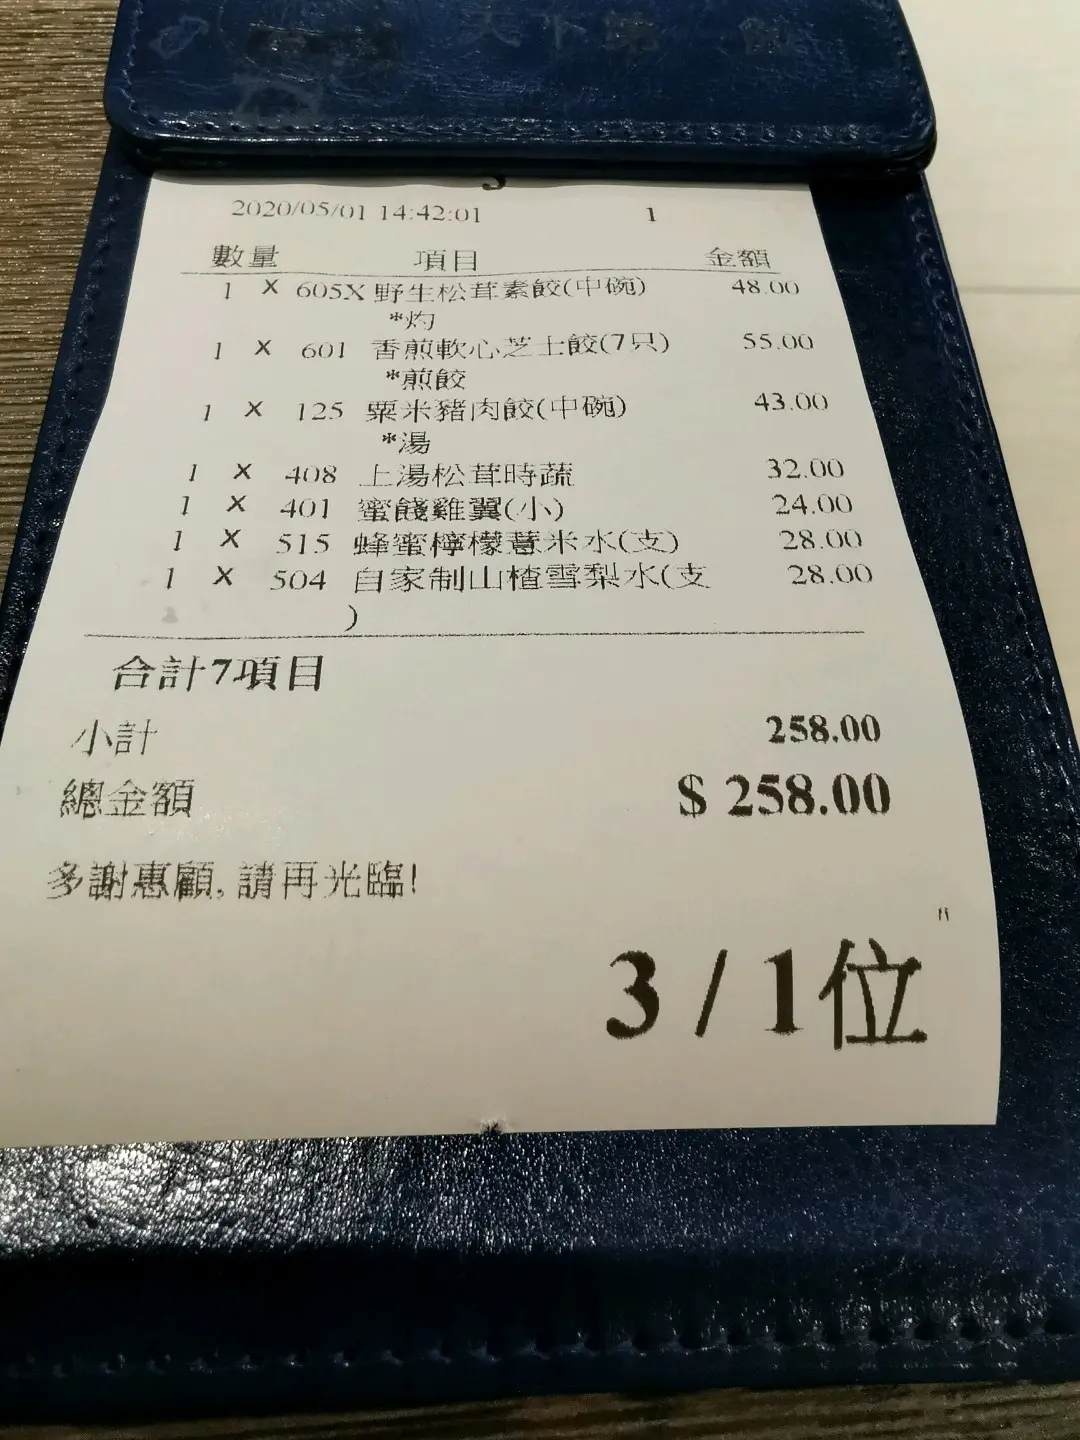 天下第
2020/05/01 14:42:01 1
數量 項目 金額
1 X 605X 野生松茸素餃(中碗) 48.00
*灼
1 X 601 香煎軟心芝士餃(7只) 55.00
*煎餃
1 X 125 粟米豬肉餃(中碗) 43.00
*湯
1 X 408 上湯松茸時蔬 32.00
1 X 401 蜜餞雞翼(小) 24.00
1 X 515 蜂蜜檸檬薏米水(支) 28.00
1 X 504 自家制山楂雪梨水(支 28.00
)
合計7項目
小計 258.00
總金額 $ 258.00
多謝惠顧,請再光臨!
3 / 1位